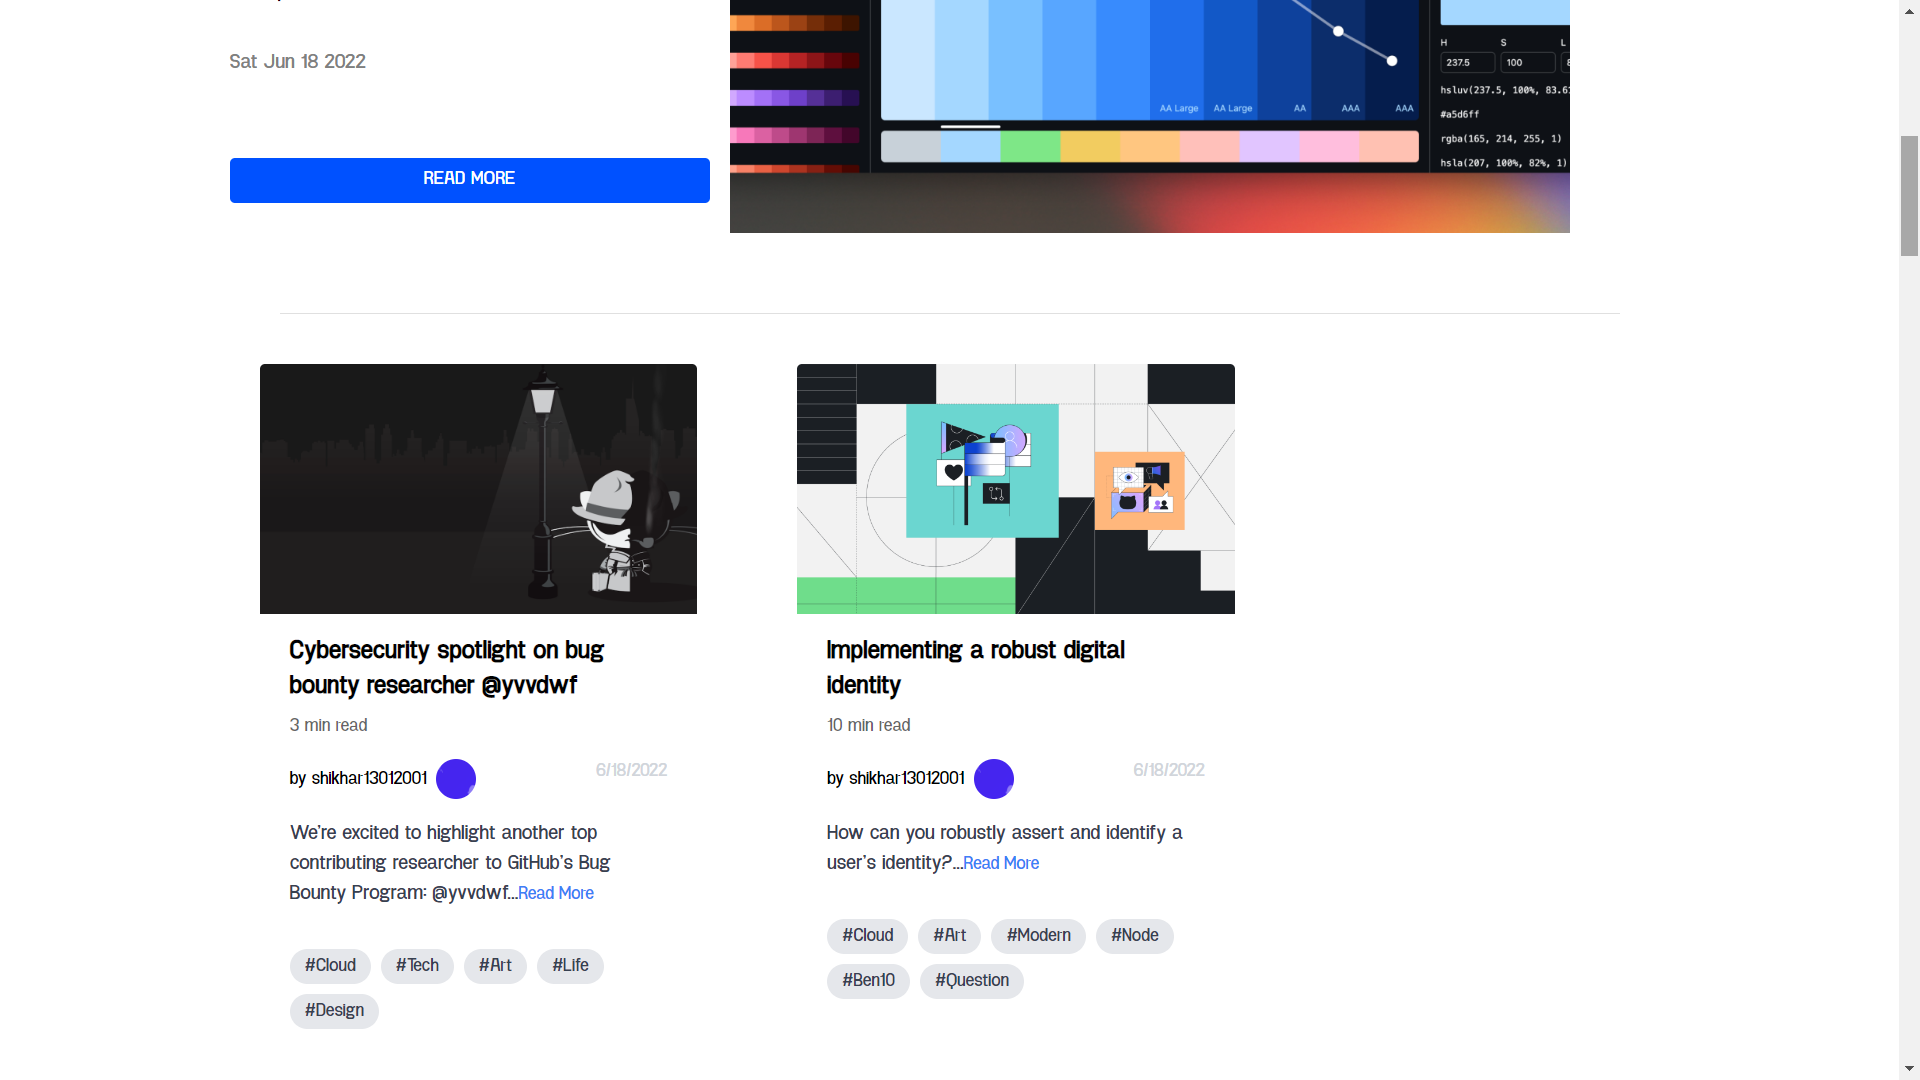 Sat Jun 18 2022
READ MORE
AA Large AA Large AA AAA AAA
H S L
237.5 100
hsluv(237.5, 100%, 83.6
#a5d6ff
rgba(165, 214, 255, 1)
hsla(207, 100%, 82%, 1)
Cybersecurity spotlight on bug
bounty researcher @yvvdwf
3 min read
by shikhar13012001
6/18/2022
We're excited to highlight another top
contributing researcher to GitHub's Bug
Bounty Program: @yvvdwf...Read More
#Cloud #Tech #Art #Life
#Design
Implementing a robust digital
identity
10 min read
by shikhar13012001
6/18/2022
How can you robustly assert and identify a
user's identity?...Read More
#Cloud #Art #Modern #Node
#Ben10 #Question